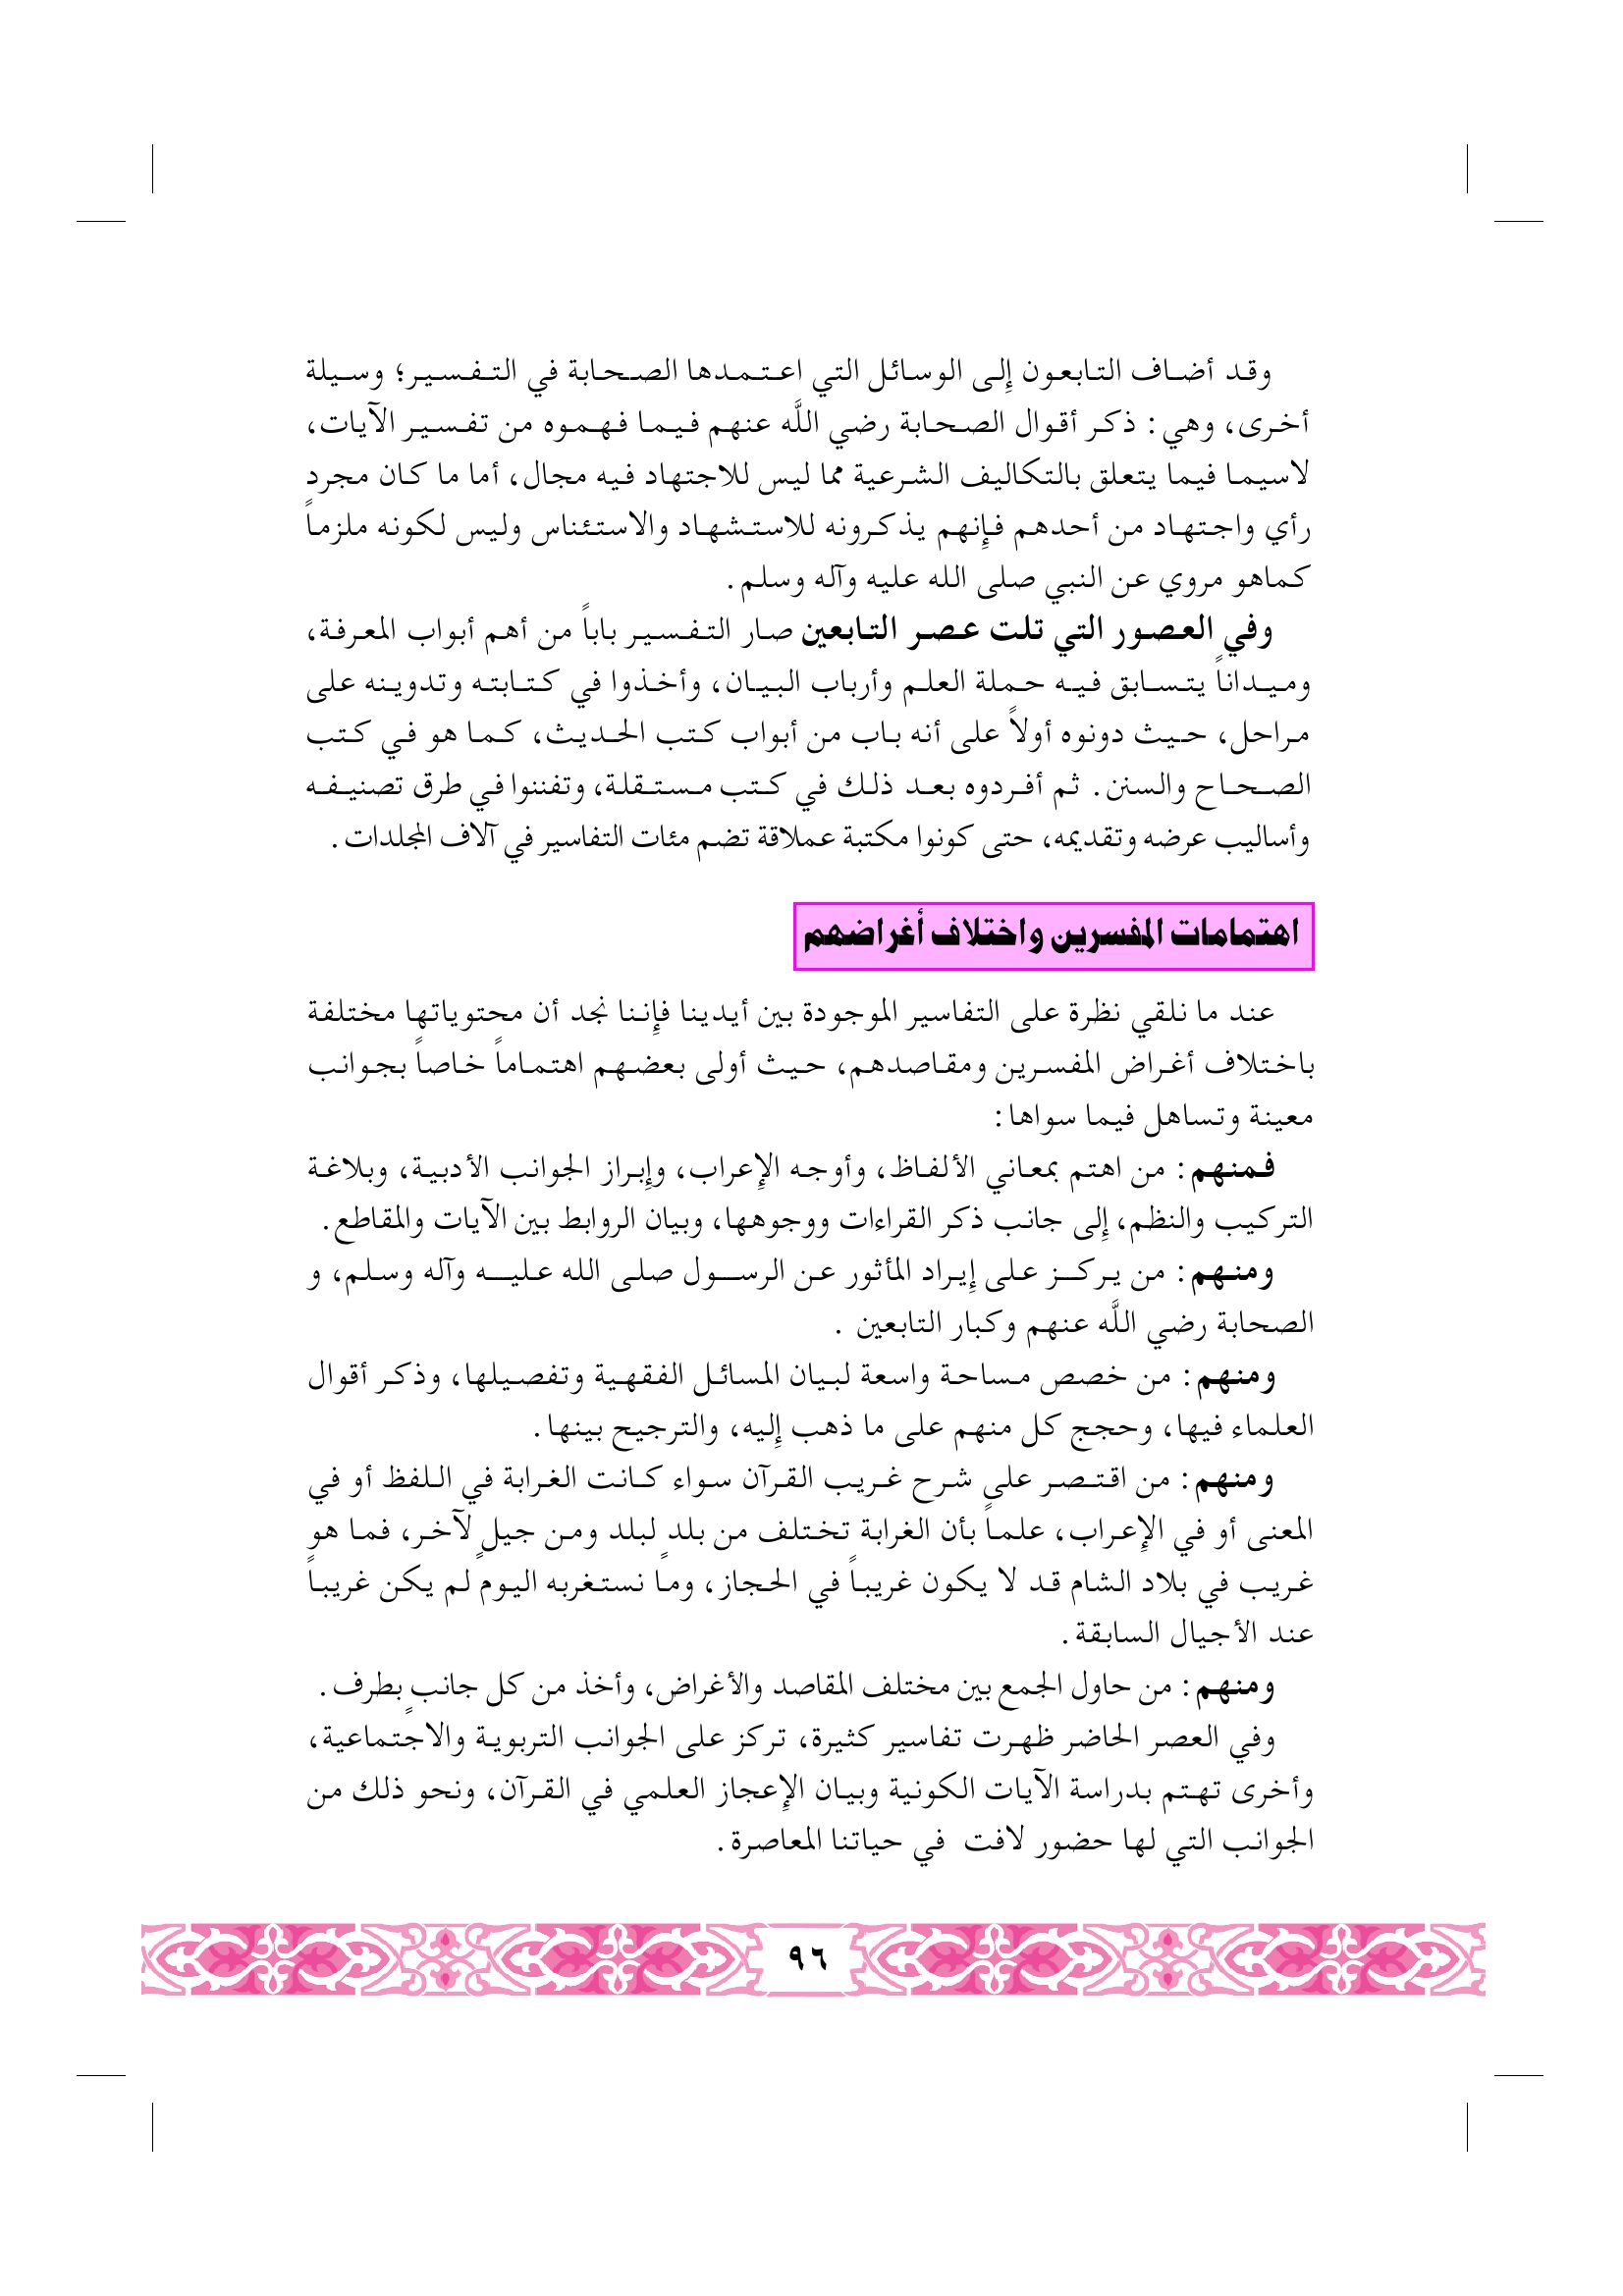 وقد أضاف التابعون إلى الوسائل التي اعتمدها الصحابة في التفسير؛ وسيلة
أخرى، وهي: ذكر أقوال الصحابة رضي اللَّه عنهم فيما فهموه من تفسير الآيات،
لاسيما فيما يتعلق بالتكاليف الشرعية مما ليس للاجتهاد فيه مجال، أما ما كان مجرد
رأي واجتهاد من أحدهم فإنهم يذكرونه للاستشهاد والاستئناس وليس لكونه ملزماً
كماهو مروي عن النبي صلى الله عليه وآله وسلم.
وفي العصور التي تلت عصر التابعين صار التفسير باباً من أهم أبواب المعرفة،
وميداناً يتسابق فيه حملة العلم وأرباب البيان، وأخذوا في كتابته وتدوينه على
مراحل، حيث دونوه أولاً على أنه باب من أبواب كتب الحديث، كما هو في كتب
الصحاح والسنن. ثم أفردوه بعد ذلك في كتب مستقلة، وتفننوا في طرق تصنيفه
وأساليب عرضه وتقديمه، حتى كونوا مكتبة عملاقة تضم مئات التفاسير في آلاف المجلدات.
اهتمامات المفسرين واختلاف أغراضهم
عند ما نلقي نظرة على التفاسير الموجودة بين أيدينا فإننا نجد أن محتوياتها مختلفة
باختلاف أغراض المفسرين ومقاصدهم، حيث أولى بعضهم اهتماماً خاصاً بجوانب
معينة وتساهل فيما سواها:
فمنهم: من اهتم بمعاني الألفاظ، وأوجه الإعراب، وإبراز الجوانب الأدبية، وبلاغة
التركيب والنظم، إلى جانب ذكر القراءات ووجوهها، وبيان الروابط بين الآيات والمقاطع.
ومنهم: من يركز على إيراد المأثور عن الرسول صلى الله عليه وآله وسلم، و
الصحابة رضي اللَّه عنهم وكبار التابعين .
ومنهم: من خصص مساحة واسعة لبيان المسائل الفقهية وتفصيلها، وذكر أقوال
العلماء فيها، وحجج كل منهم على ما ذهب إليه، والترجيح بينها.
ومنهم: من اقتصر على شرح غريب القرآن سواء كانت الغرابة في اللفظ أو في
المعنى أو في الإعراب، علماً بأن الغرابة تختلف من بلدٍ لبلد ومن جيلٍ لآخر، فما هو
غريب في بلاد الشام قد لا يكون غريباً في الحجاز، وما نستغربه اليوم لم يكن غريباً
عند الأجيال السابقة.
ومنهم: من حاول الجمع بين مختلف المقاصد والأغراض، وأخذ من كل جانبٍ بطرف.
وفي العصر الحاضر ظهرت تفاسير كثيرة، تركز على الجوانب التربوية والاجتماعية،
وأخرى تهتم بدراسة الآيات الكونية وبيان الإعجاز العلمي في القرآن، ونحو ذلك من
الجوانب التي لها حضور لافت في حياتنا المعاصرة.
٩٦